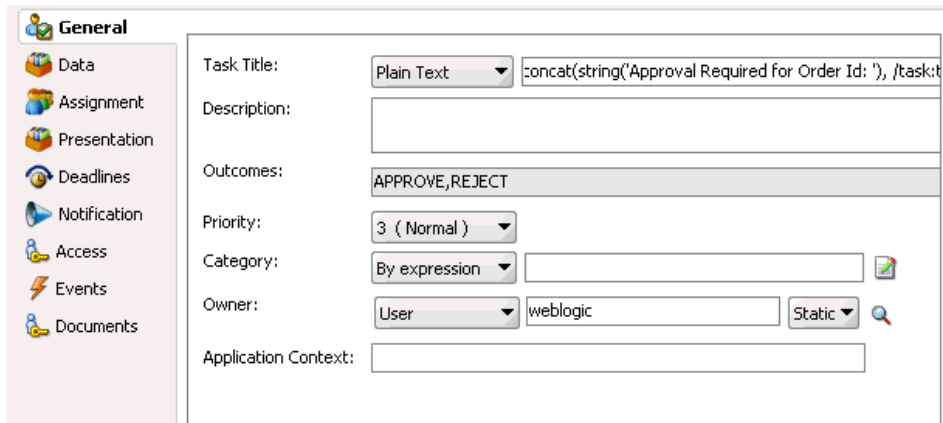 General
Data
Assignment
Presentation
Deadlines
Notification
Access
Events
Documents
Task Title: Plain Text concat(string('Approval Required for Order Id: '), /task:t
Description:
Outcomes: APPROVE,REJECT
Priority: 3 ( Normal )
Category: By expression
Owner: User weblogic Static
Application Context: